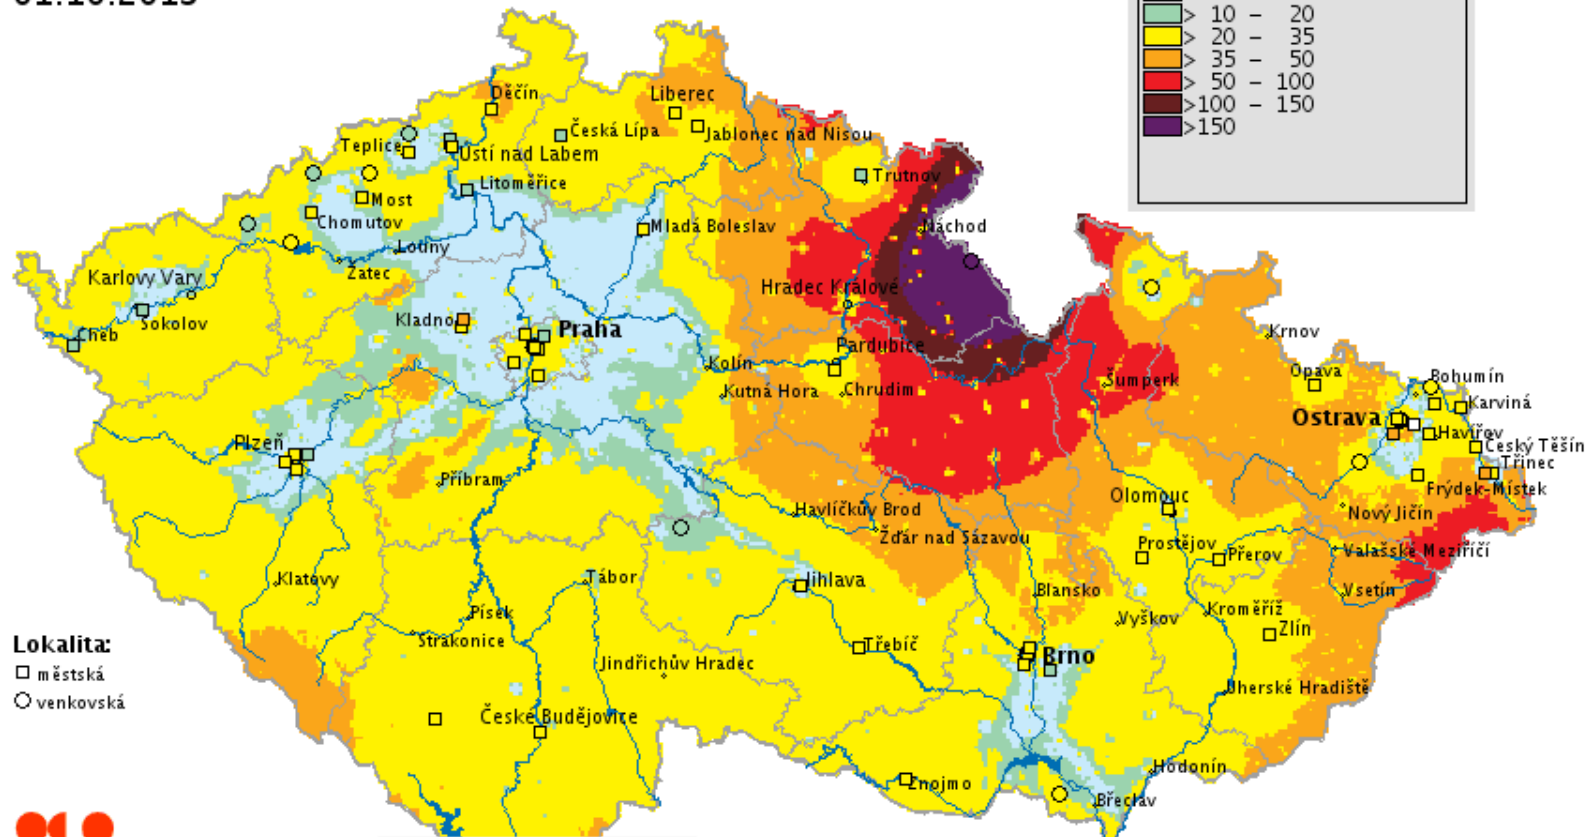 > 10 – 20
> 20 – 35
> 35 – 50
> 50 – 100
>100 – 150
>150
Děčín
Liberec
Česká Lípa
Jablonec nad Nisou
Teplice
Ústí nad Labem
Trutnov
Litoměřice
Most
Chomutov
Mladá Boleslav
Náchod
Louny
Žatec
Karlovy Vary
Hradec Králové
Sokolov
Kladno
Praha
Cheb
Krnov
Pardubice
Kolín
Opava
Bohumín
Šumperk
Kutná Hora
Chrudim
Karviná
Ostrava
Havířov
Plzeň
Český Těšín
Třinec
Příbram
Frýdek-Místek
Olomouc
Havlíčkův Brod
Nový Jičín
Žďár nad Sázavou
Prostějov
Přerov
Valašské Meziříčí
Klatovy
Tábor
Jihlava
Blansko
Vsetín
Písek
Kroměříž
Vyškov
Zlín
Strakonice
Třebíč
Lokalita:
Brno
Jindřichův Hradec
městská
Uherské Hradiště
venkovská
České Budějovice
Hodonín
Znojmo
Břeclav